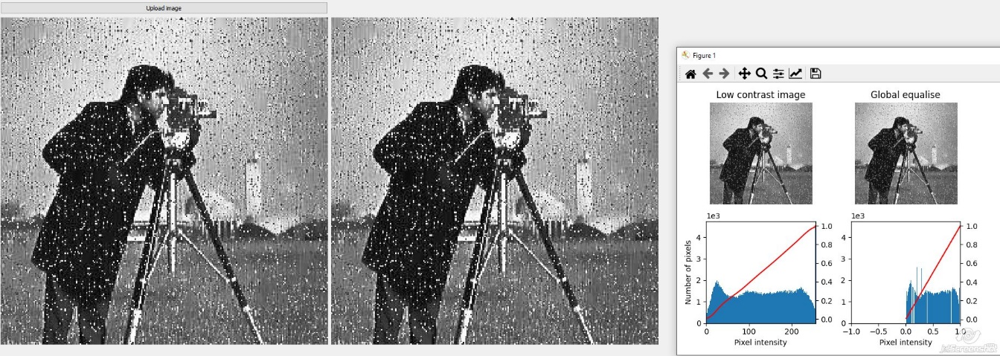 Upload image
Figure 1
Low contrast image
Global equalise
1e3
1e3
4
3
2
1
0
1.0
0.8
0.6
0.4
0.2
0.0
4
3
2
1
0
1.0
0.8
0.6
0.4
0.2
0.0
Number of pixels
0 100 200
-1.0 -0.5 0.0 0.5 1.0
Pixel intensity
Pixel intensity
JetScreenshot